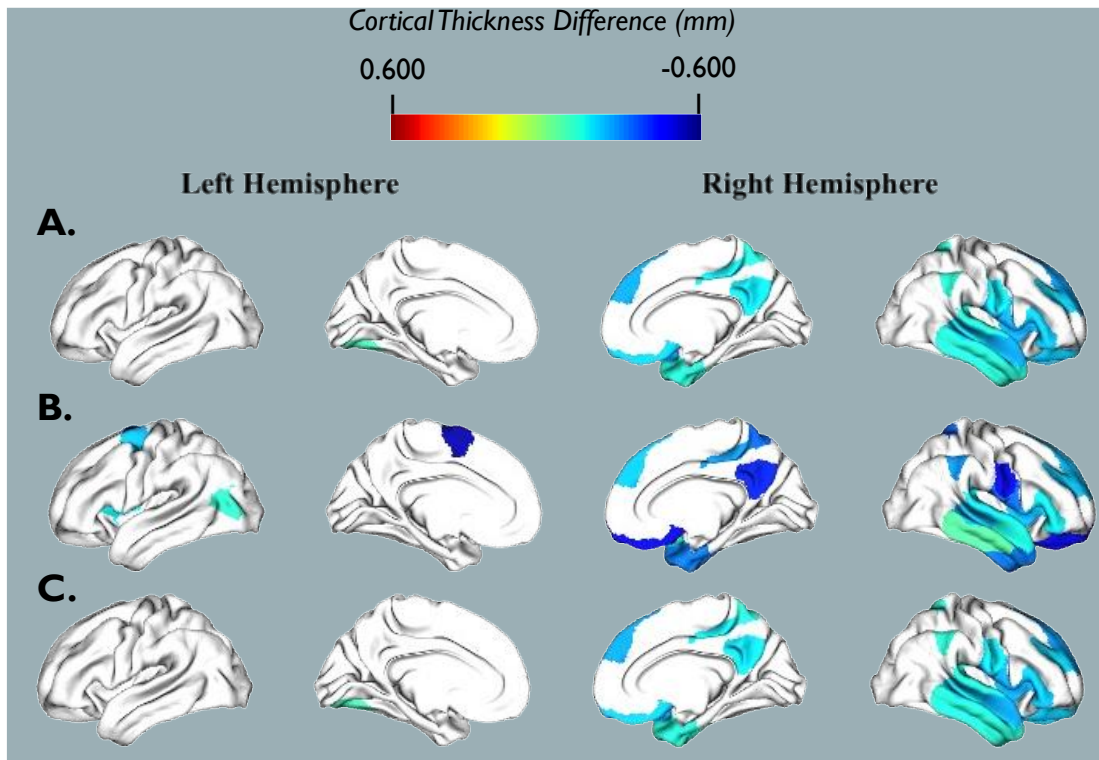 Cortical Thickness Difference (mm)
0.600 -0.600
Left Hemisphere Right Hemisphere
A.
B.
C.